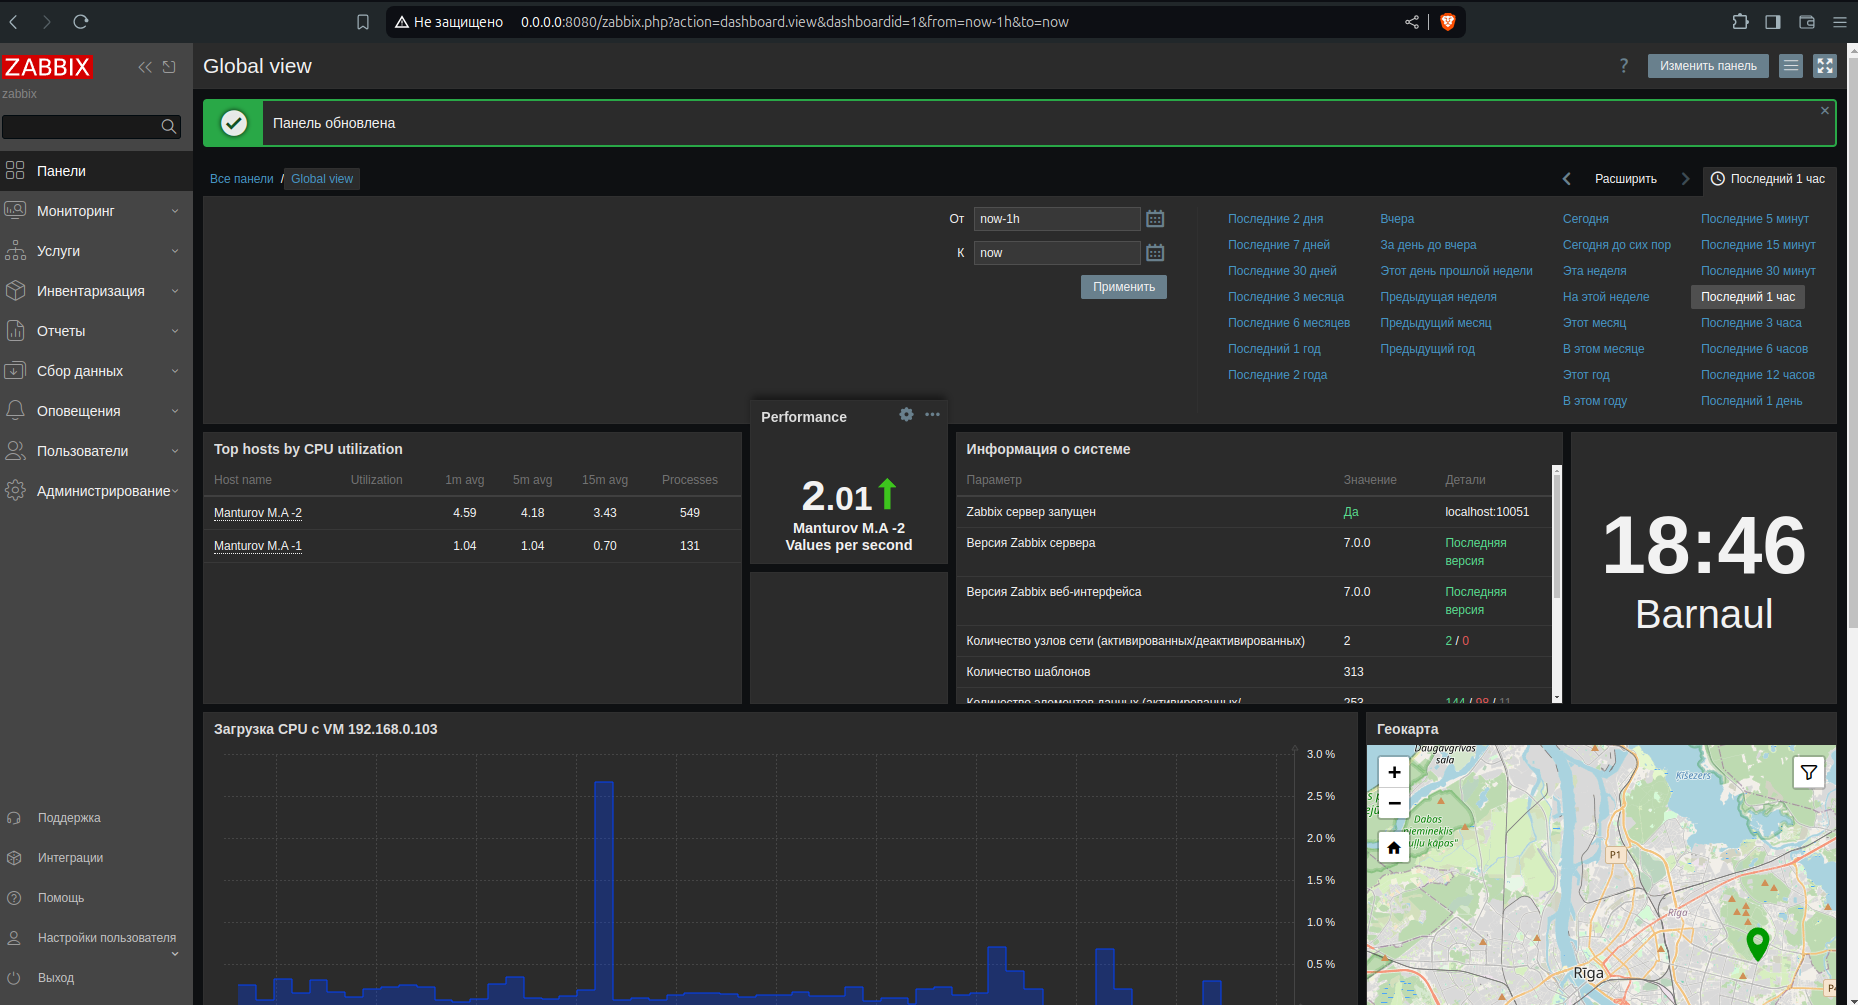 Не защищено 0.0.0.0:8080/zabbix.php?action=dashboard.view&dashboardid=1&from=now-1h&to=now
ZABBIX
zabbix
Панели
Мониторинг
Услуги
Инвентаризация
Отчеты
Сбор данных
Оповещения
Пользователи
Администрирование
Поддержка
Интеграции
Помощь
Настройки пользователя
Выход
Global view
? Изменить панель
Панель обновлена
Все панели / Global view
Расширить
Последний 1 час
От now-1h
К now
Применить
Последние 2 дня Вчера Сегодня Последние 5 минут
Последние 7 дней За день до вчера Сегодня до сих пор Последние 15 минут
Последние 30 дней Этот день прошлой недели Эта неделя Последние 30 минут
Последние 3 месяца Предыдущая неделя На этой неделе Последний 1 час
Последние 6 месяцев Предыдущий месяц Этот месяц Последние 3 часа
Последний 1 год Предыдущий год В этом месяце Последние 6 часов
Последние 2 года Этот год Последние 12 часов
В этом году Последний 1 день
Top hosts by CPU utilization
Host name Utilization 1m avg 5m avg 15m avg Processes
Manturov M.A -2 4.59 4.18 3.43 549
Manturov M.A -1 1.04 1.04 0.70 131
Performance
2.01
Manturov M.A -2
Values per second
Информация о системе
Параметр Значение Детали
Zabbix сервер запущен Да localhost:10051
Версия Zabbix сервера 7.0.0 Последняя
версия
Версия Zabbix веб-интерфейса 7.0.0 Последняя
версия
Количество узлов сети (активированных/деактивированных) 2 2 / 0
Количество шаблонов 313
Количество элементов данных (активированных/ 253 144 / 98 / 11
18:46
Barnaul
Загрузка CPU с VM 192.168.0.103
3.0 %
2.5 %
2.0 %
1.5 %
1.0 %
0.5 %
Геокарта
+
−
Daugavgrīvas
sala
Ķīšezers
Dabas
piemineklis
P1
Rīga
Rīga